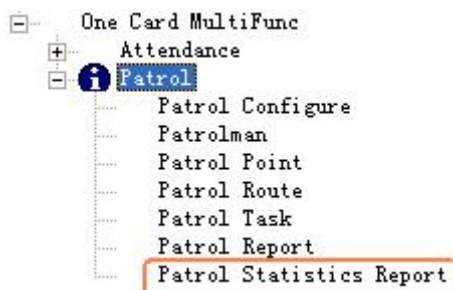 One Card MultiFunc
Attendance
Patrol
Patrol Configure
Patrolman
Patrol Point
Patrol Route
Patrol Task
Patrol Report
Patrol Statistics Report